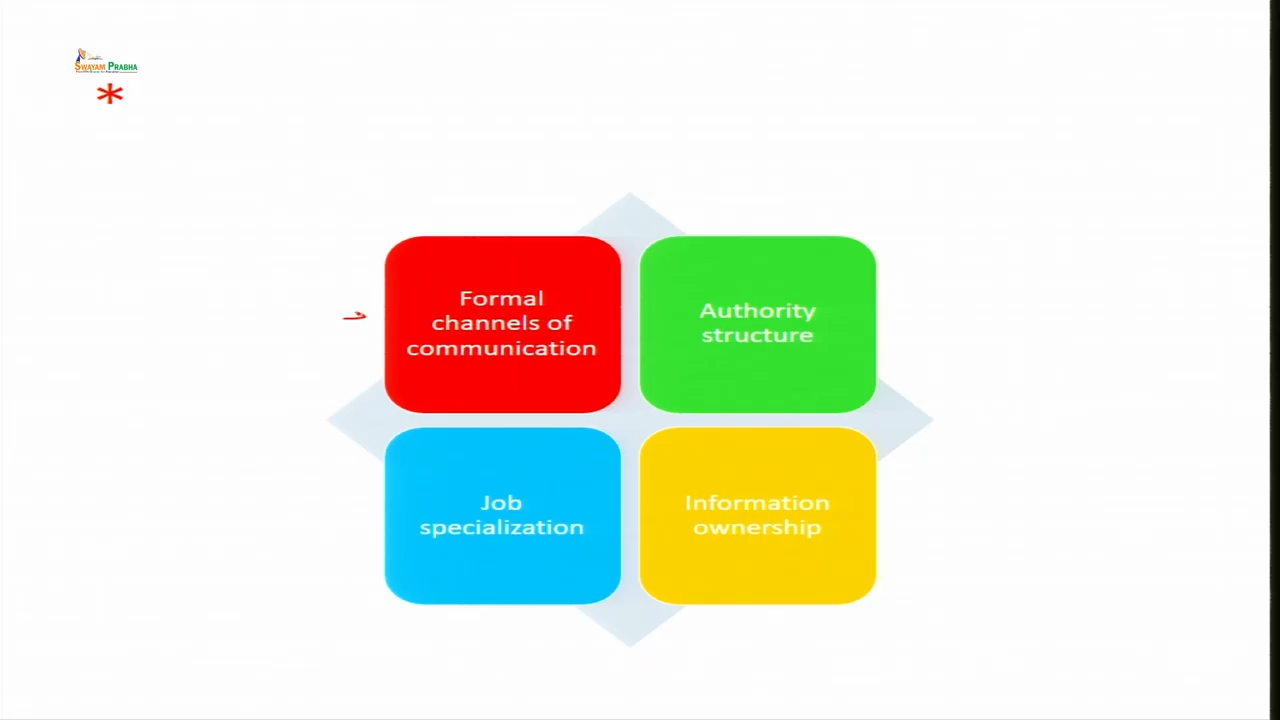 SWAYAM PRABHA
*
Formal
channels of
communication
Authority
structure
Job
specialization
Information
ownership